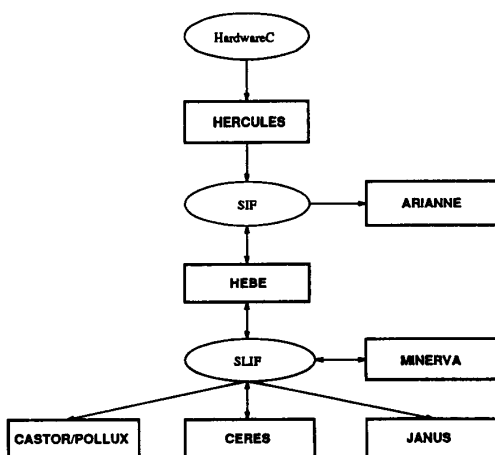 HardwareC
HERCULES
SIF
ARIANNE
HEBE
SLIF
MINERVA
CASTOR/POLLUX
CERES
JANUS